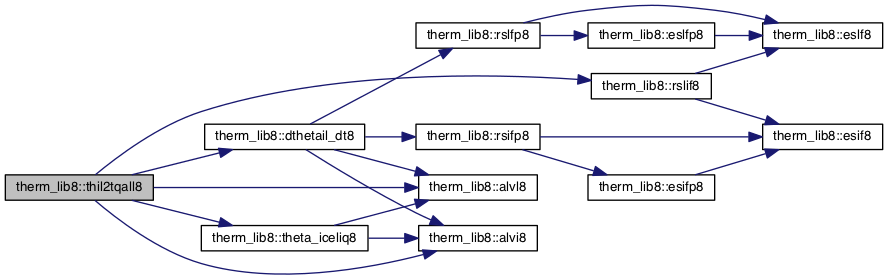 therm_lib8::rslfp8
therm_lib8::eslfp8
therm_lib8::eslf8
therm_lib8::rslif8
therm_lib8::dthetail_dt8
therm_lib8::rsifp8
therm_lib8::esif8
therm_lib8::thil2tqall8
therm_lib8::alvl8
therm_lib8::esifp8
therm_lib8::theta_iceliq8
therm_lib8::alvi8